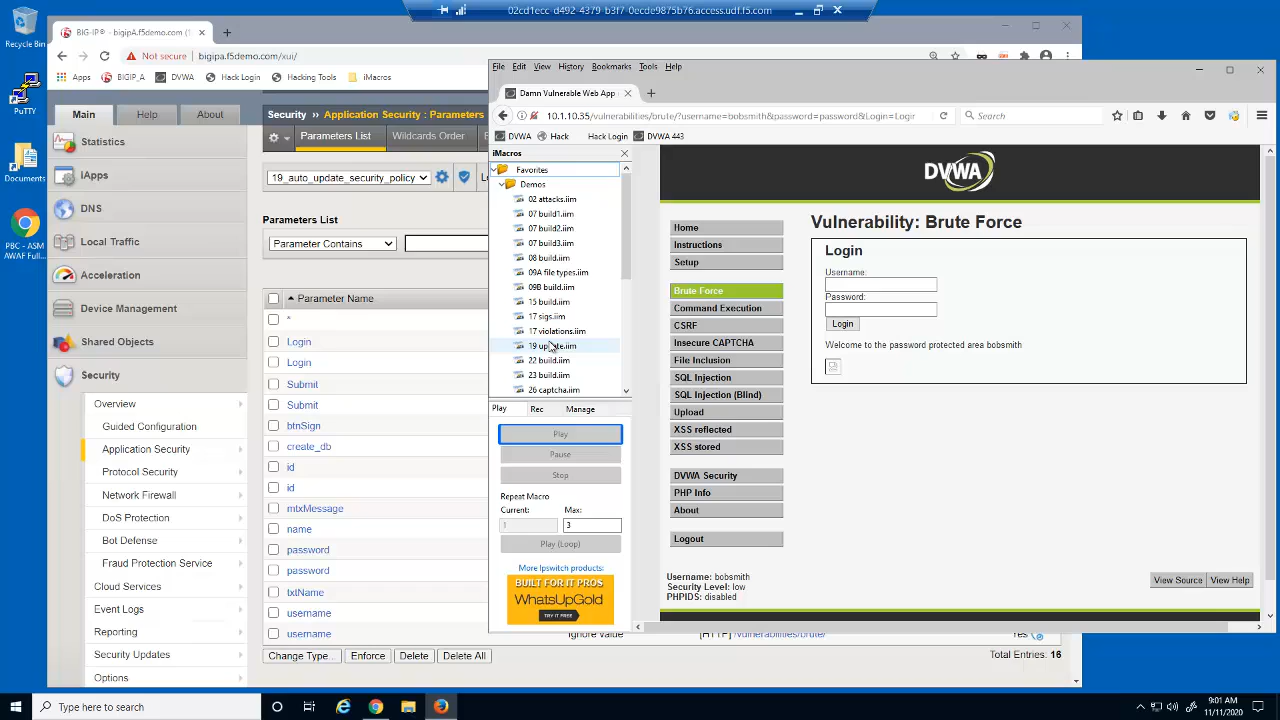 02cd1ecc-d492-4379-b3f7-0ecde9875b76.access.udf.f5.com
Recycle Bin
PuTTY
Documents
PBC - ASM
AWAF Full...
BIG-IP® - bigipA.f5demo.com (1
Not secure
bigipa.f5demo.com/xui/
Apps
BIGIP_A
DVWA
Hack Login
Hacking Tools
iMacros
Main
Help
About
Statistics
iApps
DNS
Local Traffic
Acceleration
Device Management
Shared Objects
Security
Overview
Guided Configuration
Application Security
Protocol Security
Network Firewall
DoS Protection
Bot Defense
Fraud Protection Service
Cloud Services
Event Logs
Reporting
Security Updates
Options
Security » Application Security : Parameters
Parameters List
Wildcards Order
19_auto_update_security_policy
Parameters List
Parameter Contains
Parameter Name
*
Login
Login
Submit
Submit
btnSign
create_db
id
id
mtxMessage
name
password
password
txtName
username
username
Ignore Value
[HTTP] /vulnerabilities/brute/
Yes
Change Type...
Enforce
Delete
Delete All
Total Entries: 16
File
Edit
View
History
Bookmarks
Tools
Help
Damn Vulnerable Web App
10.1.10.35/vulnerabilities/brute/?username=bobsmith&password=password&Login=Login
Search
DVWA
Hack
Hack Login
DVWA 443
iMacros
Favorites
Demos
02 attacks.iim
07 build1.iim
07 build2.iim
07 build3.iim
08 build.iim
09A file types.iim
09B build.iim
15 build.iim
17 sigs.iim
17 violations.iim
19 update.iim
22 build.iim
23 build.iim
26 captcha.iim
Play
Rec
Manage
Play
Pause
Stop
Repeat Macro
Current:
Max:
1
3
Play (Loop)
More Ipswitch products:
BUILT FOR IT PROS
WhatsUpGold
TRY IT FREE
DVWA
Home
Instructions
Setup
Brute Force
Command Execution
CSRF
Insecure CAPTCHA
File Inclusion
SQL Injection
SQL Injection (Blind)
Upload
XSS reflected
XSS stored
DVWA Security
PHP Info
About
Logout
Vulnerability: Brute Force
Login
Username:
Password:
Login
Welcome to the password protected area bobsmith
Username: bobsmith
Security Level: low
PHPIDS: disabled
View Source
View Help
Type here to search
9:01 AM
11/11/2020